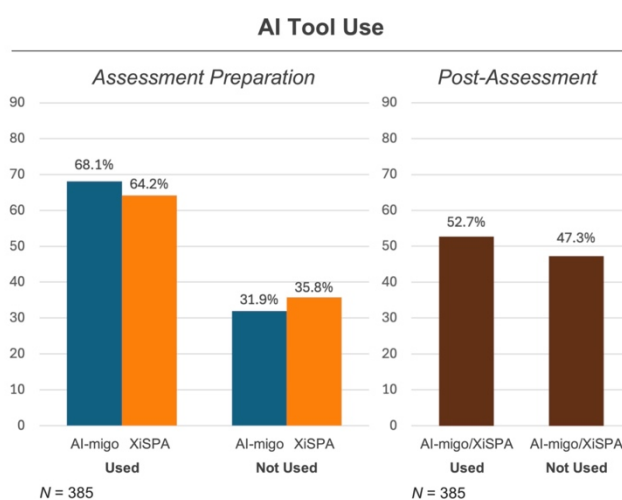 AI Tool Use
Assessment Preparation
90
80
70
60
50
40
30
20
10
0
68.1%
64.2%
31.9%
35.8%
AI-migo XiSPA
AI-migo XiSPA
Used
Not Used
N = 385
Post-Assessment
90
80
70
60
50
40
30
20
10
0
52.7%
47.3%
AI-migo/XiSPA
AI-migo/XiSPA
Used
Not Used
N = 385